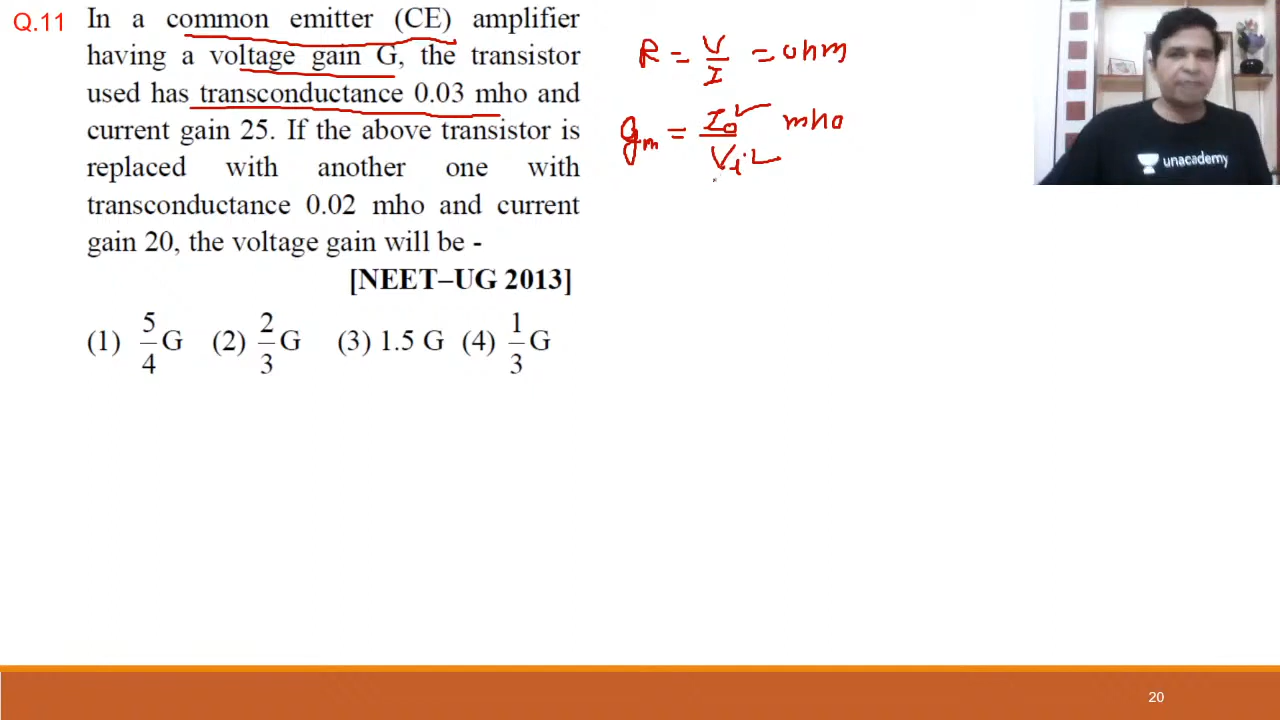 Q.11 In a common emitter (CE) amplifier
having a voltage gain G, the transistor
used has transconductance 0.03 mho and
current gain 25. If the above transistor is
replaced with another one with
transconductance 0.02 mho and current
gain 20, the voltage gain will be -
[NEET–UG 2013]
(1) 5/4 G (2) 2/3 G (3) 1.5 G (4) 1/3 G
R = V/I = ohm
gm = Io/Vi mho
unacademy
20